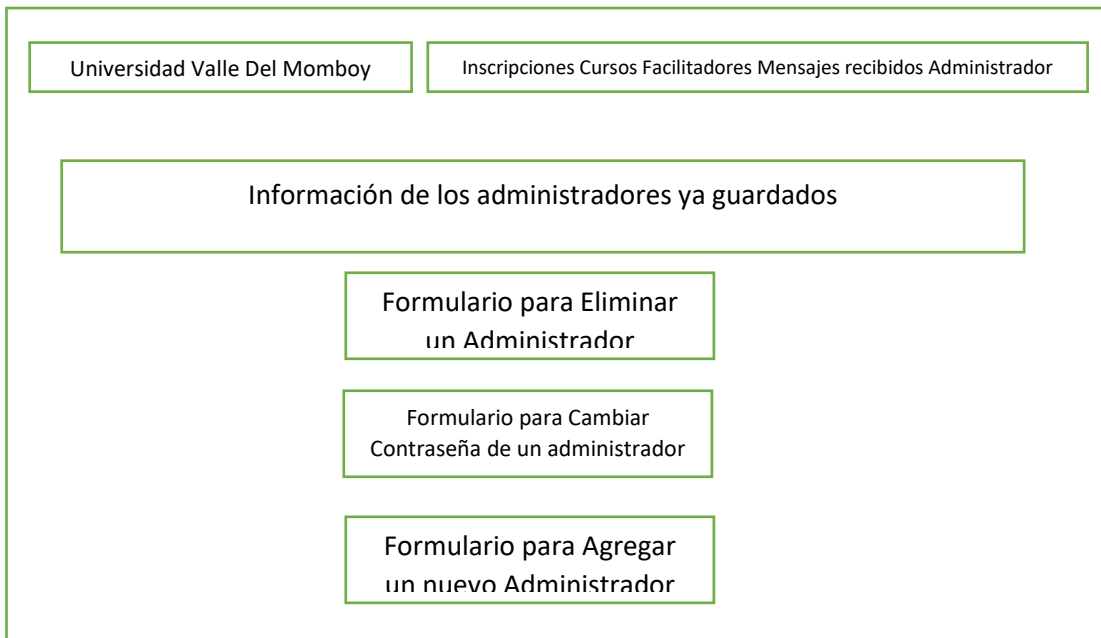 Universidad Valle Del Momboy
Inscripciones Cursos Facilitadores Mensajes recibidos Administrador
Información de los administradores ya guardados
Formulario para Eliminar
un Administrador
Formulario para Cambiar
Contraseña de un administrador
Formulario para Agregar
un nuevo Administrador